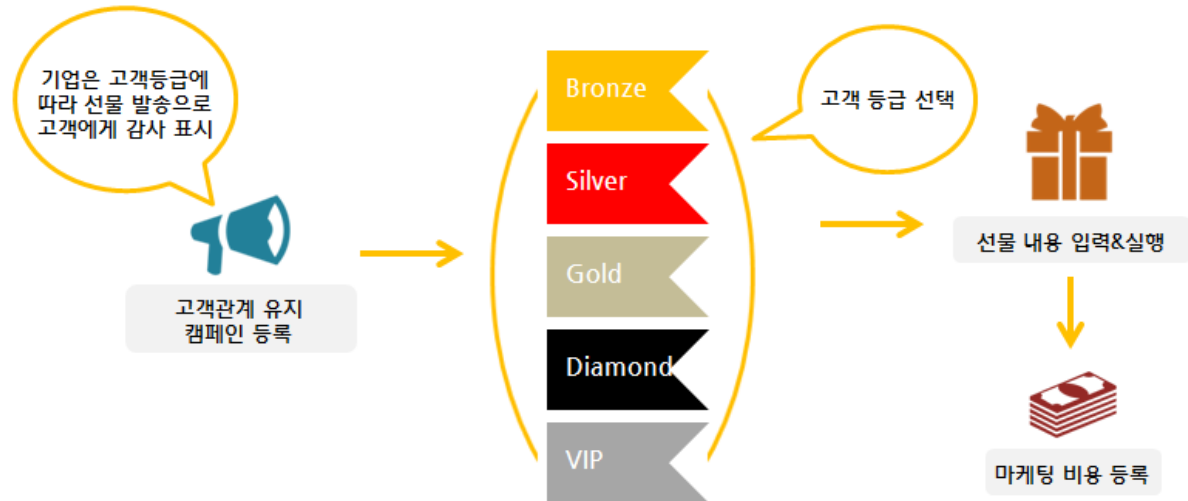 기업은 고객등급에
따라 선물 발송으로
고객에게 감사 표시
고객관계 유지
캠페인 등록
Bronze
Silver
Gold
Diamond
VIP
고객 등급 선택
선물 내용 입력&실행
마케팅 비용 등록